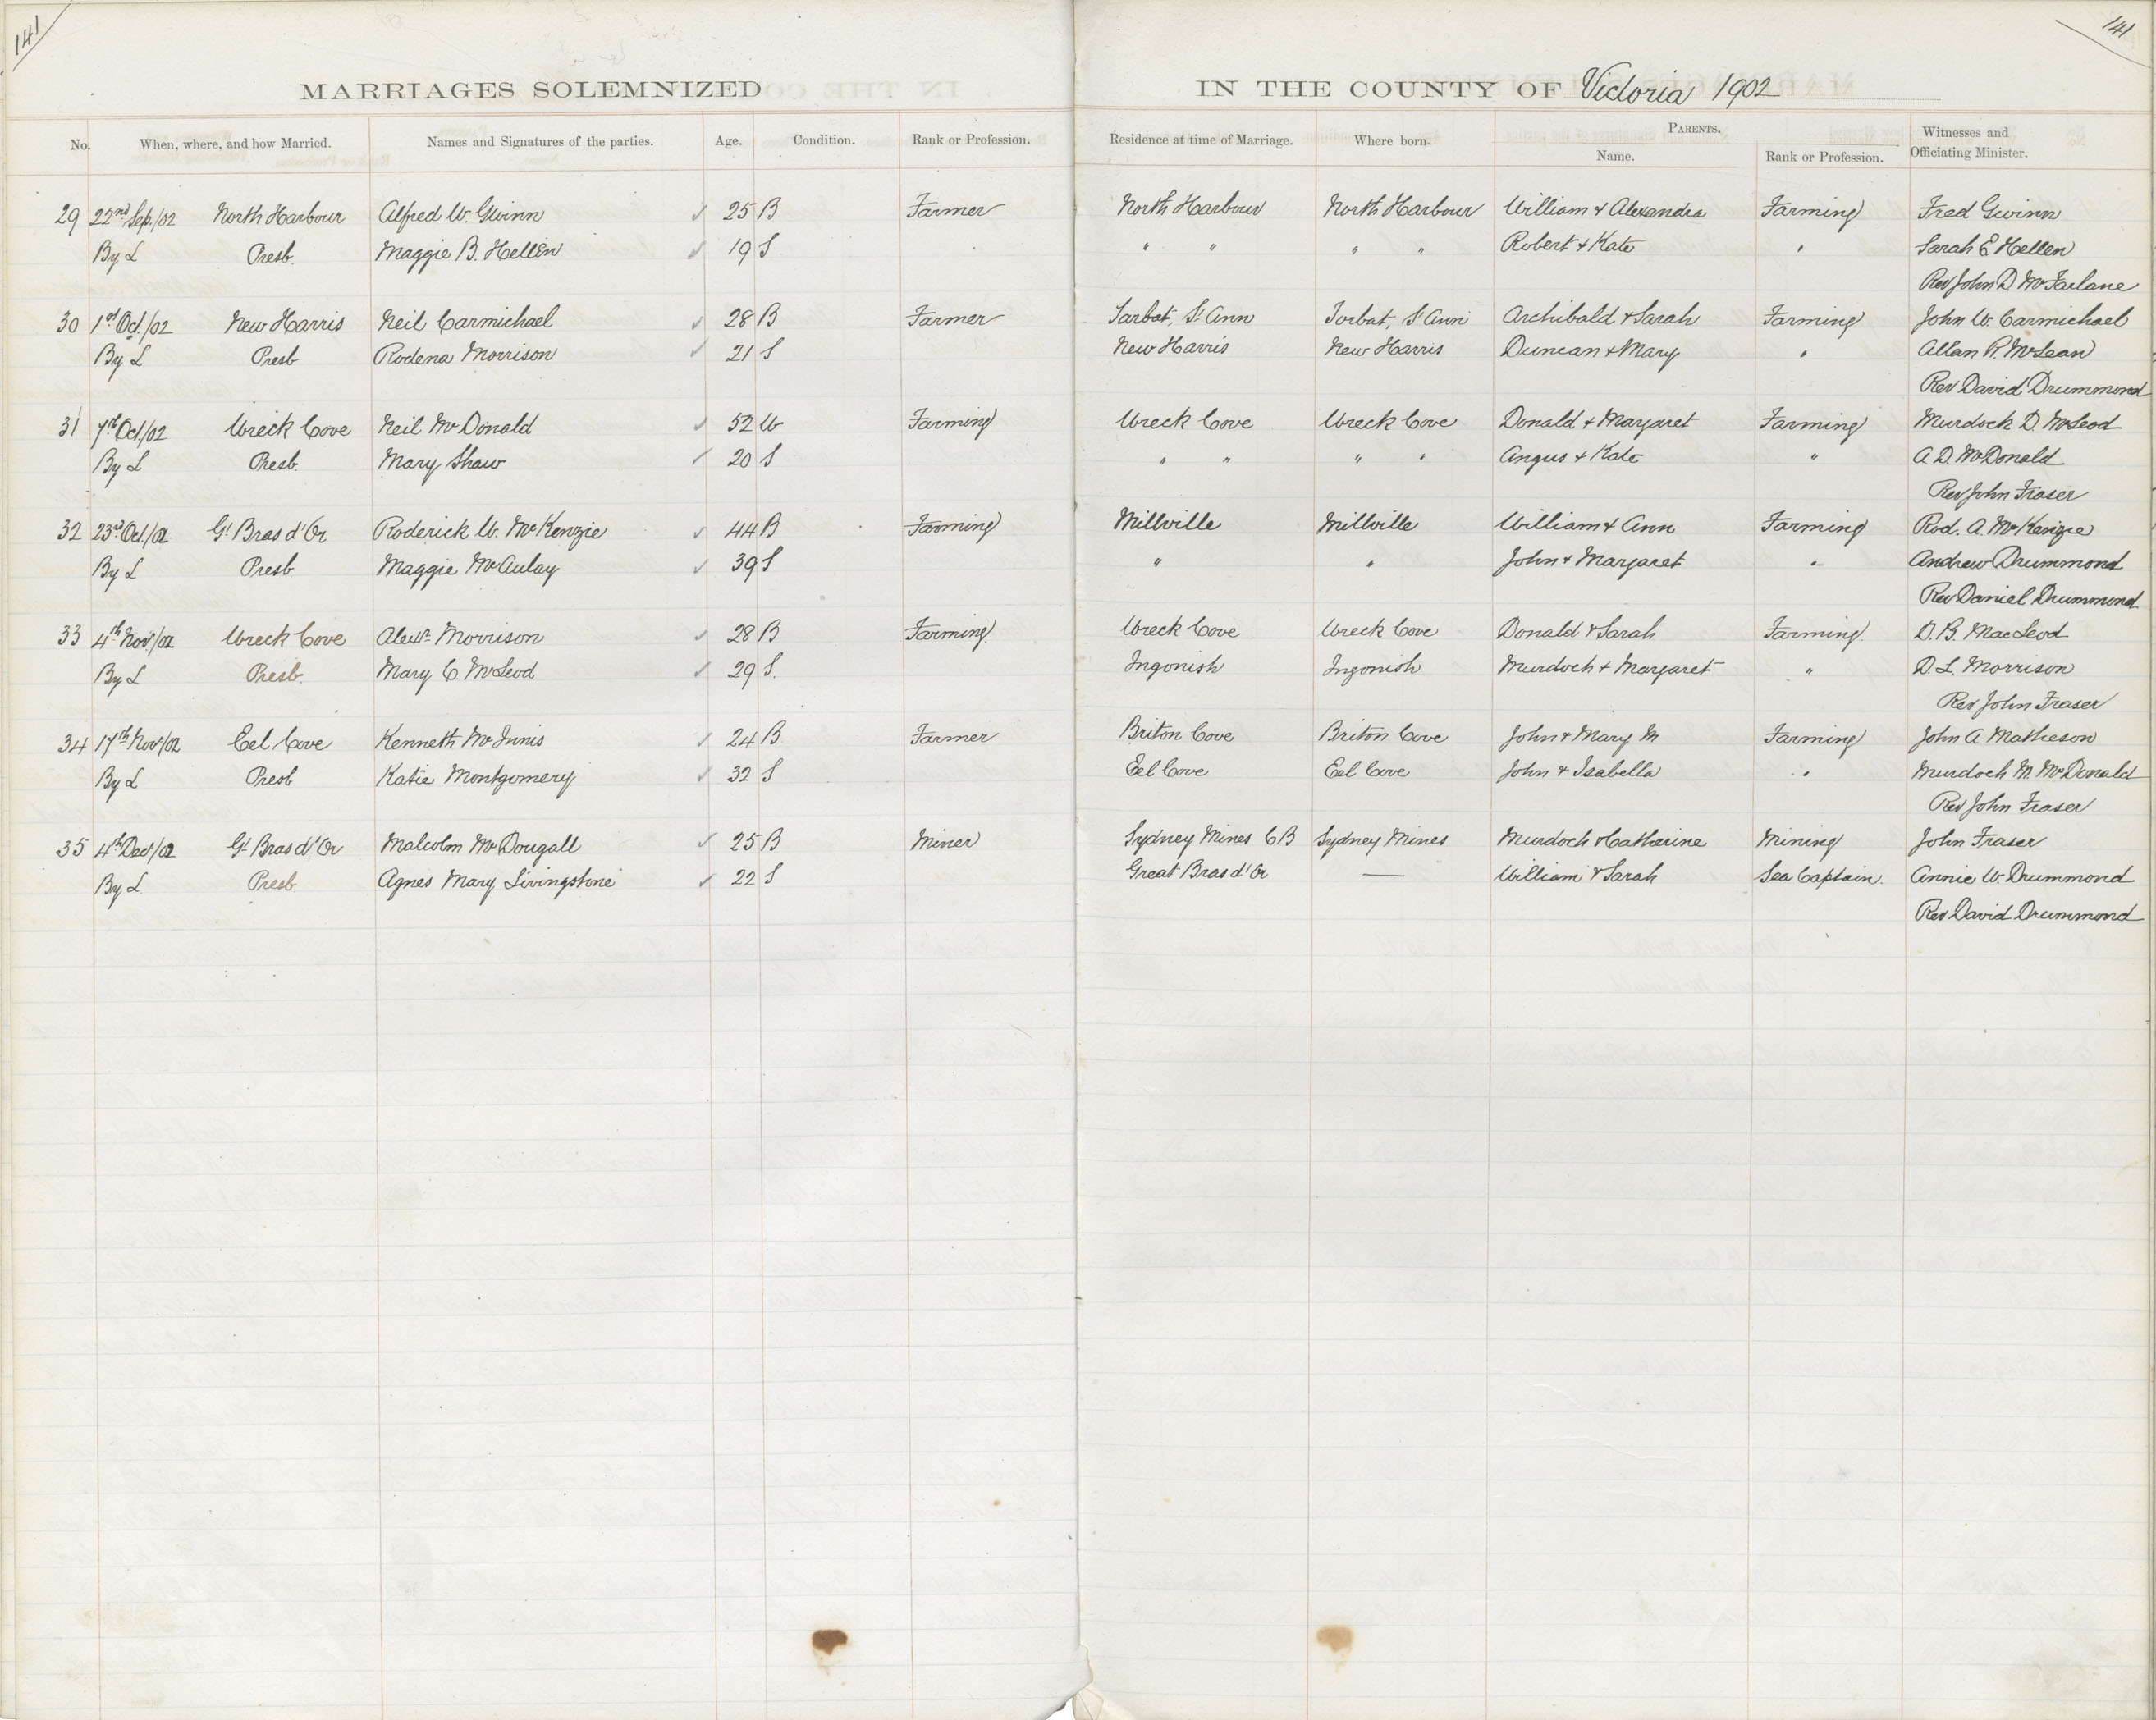 141
141
MARRIAGES SOLEMNIZED IN THE COUNTY OF Victoria 1902
No. When, where, and how Married. Names and Signatures of the parties. Age. Condition. Rank or Profession. Residence at time of Marriage. Where born. PARENTS. Witnesses and
Name. Rank or Profession. Officiating Minister.
29 22nd Sep./02 North Harbour Alfred W. Gwinn ✓ 25 B Farmer North Harbour North Harbour William & Alexandra Farming Fred Gwinn
By L Presb. Maggie B. Hellen ✓ 19 S " " " " Robert & Kate " Sarah E Hellen
Rev John D. McFarlane
30 1st Oct./02 New Harris Neil Carmichael ✓ 28 B Farmer Tarbat, St Ann Torbat, St Ann Archibald & Sarah Farming John W. Carmichael
By L Presb Rodena Morrison ✓ 21 S New Harris New Harris Duncan & Mary " Allan R. McLean
Rev David Drummond
31 7th Oct/02 Wreck Cove Neil McDonald ✓ 52 W Farming Wreck Cove Wreck Cove Donald & Margaret Farming Murdock D. McLeod
By L Presb. Mary Shaw ✓ 20 S " " " " Angus & Kate " A. D. McDonald
Rev John Fraser
32 23rd Oct./02 Gt Bras d'Or Roderick W. McKenzie ✓ 44 B Farming Millville Millville William & Ann Farming Rod. A. McKenzie
By L Presb Maggie McAulay ✓ 39 S " " John & Margaret " Andrew Drummond
Rev Daniel Drummond
33 4th Nov/02 Wreck Cove Alexr. Morrison ✓ 28 B Farming. Wreck Cove Wreck Cove Donald & Sarah Farming. D. B. MacLeod
By L Presb. Mary C. McLeod ✓ 29 S. Ingonish Ingonish Murdoch & Margaret " D. L. Morrison
Rev John Fraser
34 17th Nov/02 Eel Cove Kenneth McInnis ✓ 24 B Farmer Briton Cove Briton Cove John & Mary M Farming John A Matheson
By L Presb Katie Montgomery ✓ 32 S Eel Cove Eel Cove John & Isabella " Murdoch M. McDonald
Rev John Fraser
35 4th Dec/02 Gt Bras d'Or Malcolm McDougall ✓ 25 B Miner Sydney Mines C B Sydney Mines Murdoch & Catherine Mining John Fraser
By L Presb Agnes Mary Livingstone ✓ 22 S Great Bras d'Or — William & Sarah Sea Captain. Annie W. Drummond
Rev David Drummond